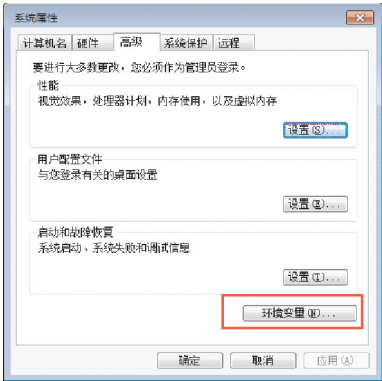 系统属性
计算机名 硬件 高级 系统保护 远程
要进行大多数更改，您必须作为管理员登录。
性能
视觉效果，处理器计划，内存使用，以及虚拟内存
设置(S)...
用户配置文件
与您登录有关的桌面设置
设置(E)...
启动和故障恢复
系统启动、系统失败和调试信息
设置(T)...
环境变量(N)...
确定 取消 应用(A)